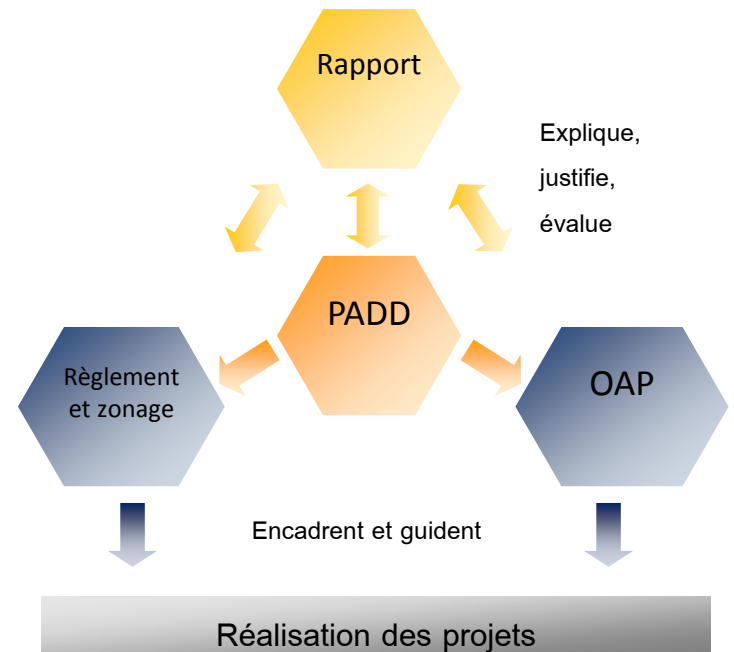 Rapport
Explique,
justifie,
évalue
PADD
Règlement
et zonage
OAP
Encadrent et guident
Réalisation des projets